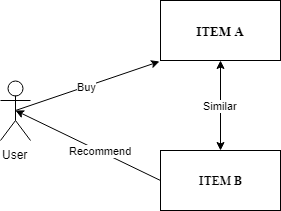 ITEM A
Buy
Similar
User
Recommend
ITEM B